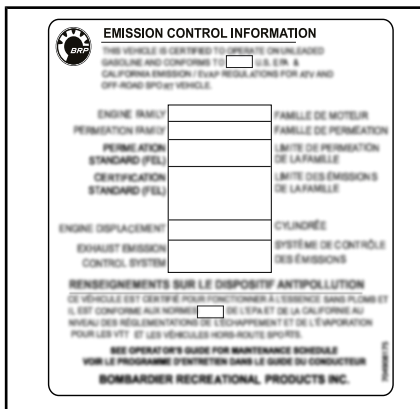 BRP
EMISSION CONTROL INFORMATION
THIS VEHICLE IS CERTIFIED TO OPERATE ON UNLEADED
GASOLINE AND CONFORMS TO U.S. EPA &
CALIFORNIA EMISSION / EVAP REGULATIONS FOR ATV AND
OFF-ROAD SPORT VEHICLE.
ENGINE FAMILY FAMILLE DE MOTEUR
PERMEATION FAMILY FAMILLE DE PERMÉATION
PERMEATION LIMITE DE PERMEATION
STANDARD (FEL) DE LA FAMILLE
CERTIFICATION LIMITE DES ÉMISSIONS
STANDARD (FEL) DE LA FAMILLE
ENGINE DISPLACEMENT CYLINDRÉE
EXHAUST EMISSION SYSTÈME DE CONTRÔLE
CONTROL SYSTEM DES ÉMISSIONS
RENSEIGNEMENTS SUR LE DISPOSITIF ANTIPOLLUTION
CE VÉHICULE EST CERTIFIÉ POUR FONCTIONNER À L'ESSENCE SANS PLOMB ET
IL EST CONFORME AUX NORMES DE L'EPA ET DE LA CALIFORNIE AU
NIVEAU DES RÉGLEMENTATIONS DE L'ÉCHAPPEMENT ET DE L'ÉVAPORATION
POUR LES VTT ET LES VÉHICULES HORS-ROUTE SPORTS.
SEE OPERATOR'S GUIDE FOR MAINTENANCE SCHEDULE
VOIR LE PROGRAMME D'ENTRETIEN DANS LE GUIDE DU CONDUCTEUR
BOMBARDIER RECREATIONAL PRODUCTS INC.